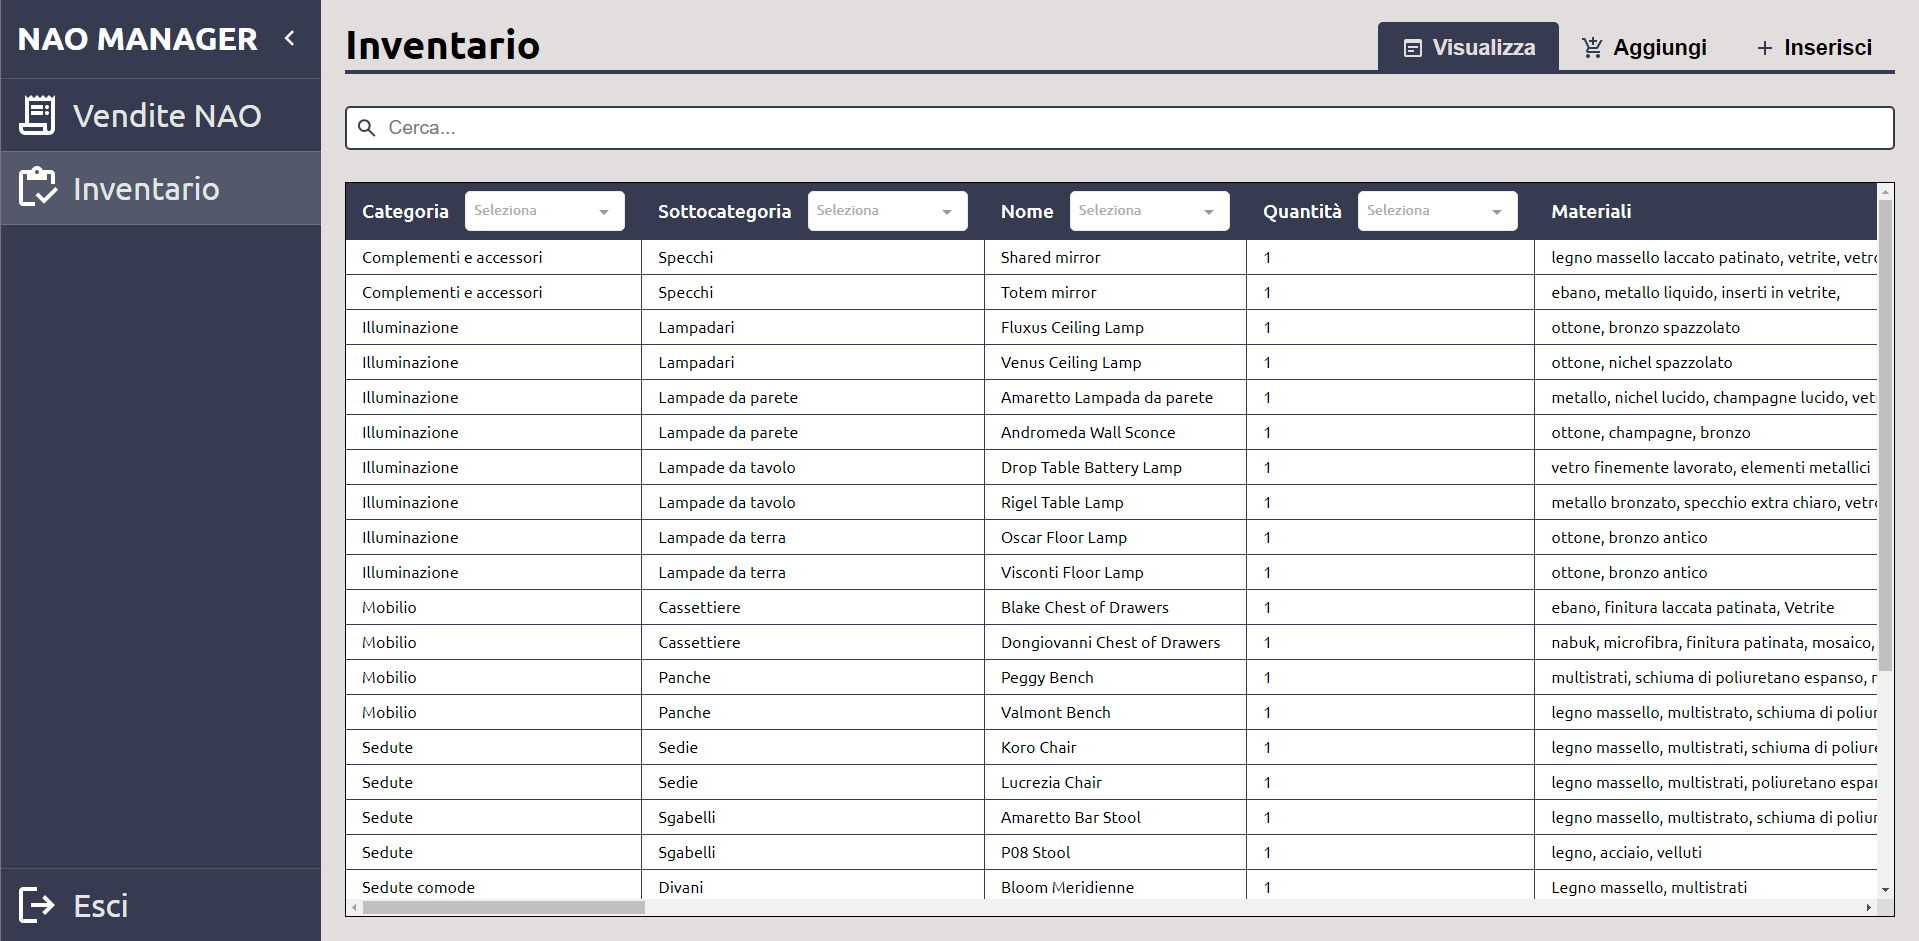 NAO MANAGER
Vendite NAO
Inventario
Esci
Inventario
Visualizza Aggiungi Inserisci
Cerca...
Categoria Seleziona Sottocategoria Seleziona Nome Seleziona Quantità Seleziona Materiali
Complementi e accessori Specchi Shared mirror 1 legno massello laccato patinato, vetrite, vetro
Complementi e accessori Specchi Totem mirror 1 ebano, metallo liquido, inserti in vetrite,
Illuminazione Lampadari Fluxus Ceiling Lamp 1 ottone, bronzo spazzolato
Illuminazione Lampadari Venus Ceiling Lamp 1 ottone, nichel spazzolato
Illuminazione Lampade da parete Amaretto Lampada da parete 1 metallo, nichel lucido, champagne lucido,
Illuminazione Lampade da parete Andromeda Wall Sconce 1 ottone, champagne, bronzo
Illuminazione Lampade da tavolo Drop Table Battery Lamp 1 vetro finemente lavorato, elementi metallici
Illuminazione Lampade da tavolo Rigel Table Lamp 1 metallo bronzato, specchio extra chiaro, vetro
Illuminazione Lampade da terra Oscar Floor Lamp 1 ottone, bronzo antico
Illuminazione Lampade da terra Visconti Floor Lamp 1 ottone, bronzo antico
Mobilio Cassettiere Blake Chest of Drawers 1 ebano, finitura laccata patinata, Vetrite
Mobilio Cassettiere Dongiovanni Chest of Drawers 1 nabuk, microfibra, finitura patinata, mosaico,
Mobilio Panche Peggy Bench 1 multistrati, schiuma di poliuretano espanso,
Mobilio Panche Valmont Bench 1 legno massello, multistrato, schiuma di
Sedute Sedie Koro Chair 1 legno massello, multistrati, schiuma di
Sedute Sedie Lucrezia Chair 1 legno massello, multistrati, poliuretano
Sedute Sgabelli Amaretto Bar Stool 1 legno massello, multistrato, schiuma di
Sedute Sgabelli P08 Stool 1 legno, acciaio, velluti
Sedute comode Divani Bloom Meridienne 1 Legno massello, multistrati